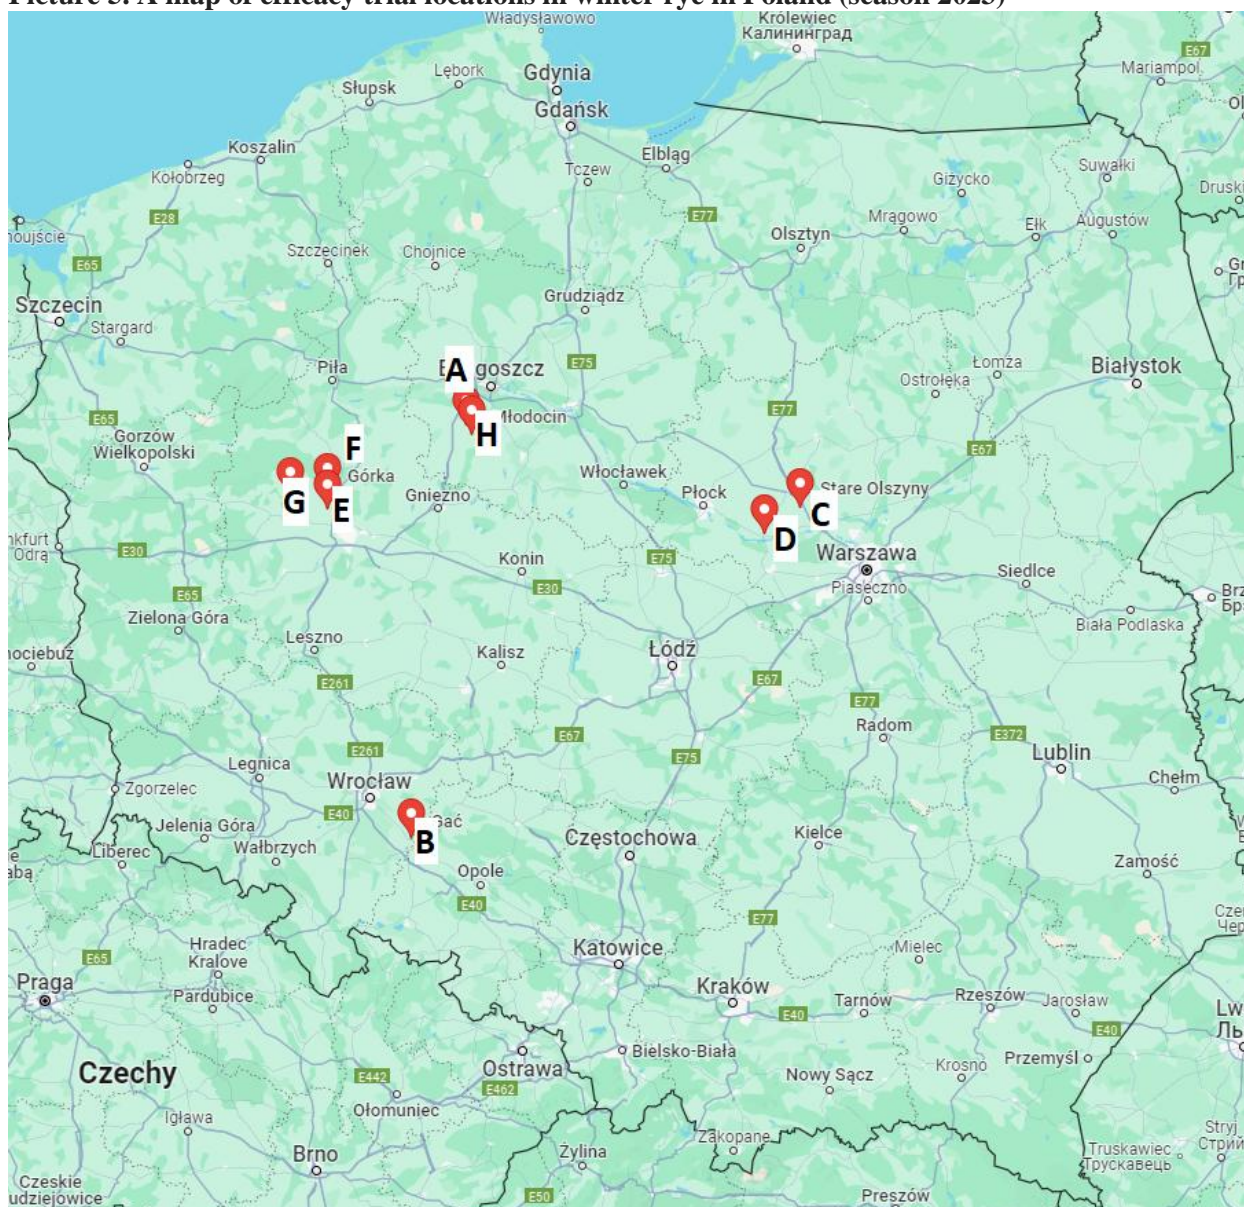 Władysławowo
Królewiec
Калининград
E67
Mariampol
Lębork
Gdynia
Słupsk
Gdańsk
Koszalin
Elbląg
Suwałki
Kołobrzeg
Tczew
Giżycko
E28
E77
Mrągowo
Augustów
Olsztyn
Ełk
Szczecinek
Chojnice
E65
Grudziądz
Szczecin
Stargard
A
goszcz
E75
Łomża
Białystok
Piła
Ostrołęka
E77
E65
Młodocin
H
Gorzów
Wielkopolski
F
E67
Górka
Włocławek
G
E
Gniezno
Płock
Stare Olszyny
C
D
E30
Konin
E75
Warszawa
Siedlce
E65
E30
Piaseczno
Zielona Góra
Biała Podlaska
Leszno
Kalisz
Łódź
E261
E67
E77
Radom
E67
E372
E261
E75
Lublin
Legnica
Wrocław
Chełm
Zgorzelec
E40
Gać
Jelenia Góra
B
Częstochowa
Kielce
Liberec
Wałbrzych
Zamość
Opole
E40
E77
Hradec
Kralove
Katowice
Mielec
E65
Praga
Pardubice
Kraków
Tarnów
Rzeszów
Jarosław
E40
E40
Ostrawa
Bielsko-Biała
Przemyśl
Czechy
E442
Nowy Sącz
Krosno
E462
Ołomuniec
Igława
Zakopane
Brno
Żylina
Truskawiec
Трускавець
Czeskie
E50
Preszów